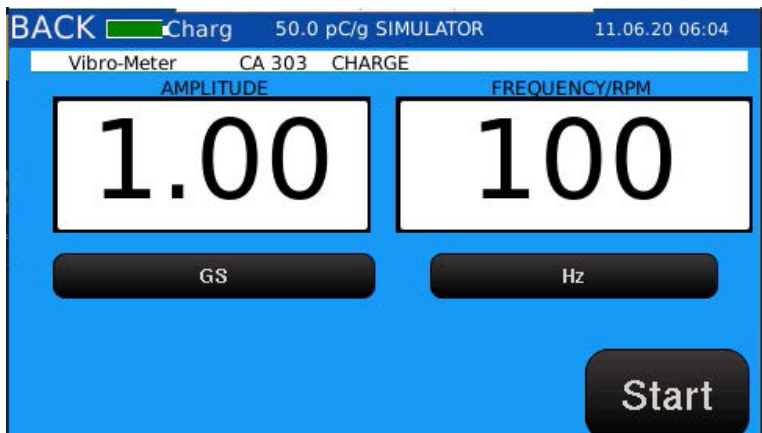 BACK Charg 50.0 pC/g SIMULATOR 11.06.20 06:04
Vibro-Meter CA 303 CHARGE
AMPLITUDE FREQUENCY/RPM
1.00 100
GS Hz
Start